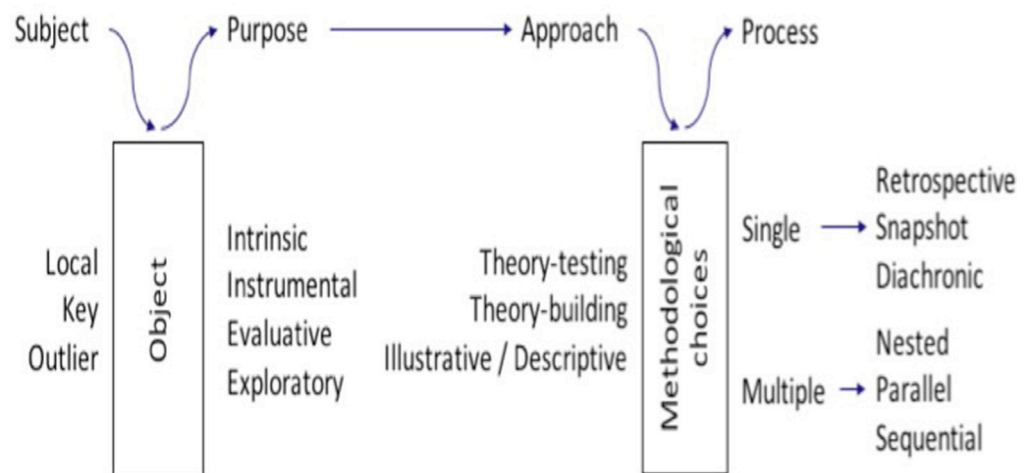 Subject
Purpose
Approach
Process
Local
Key
Outlier
Object
Intrinsic
Instrumental
Evaluative
Exploratory
Theory-testing
Theory-building
Illustrative / Descriptive
Methodological
choices
Single
Retrospective
Snapshot
Diachronic
Multiple
Nested
Parallel
Sequential